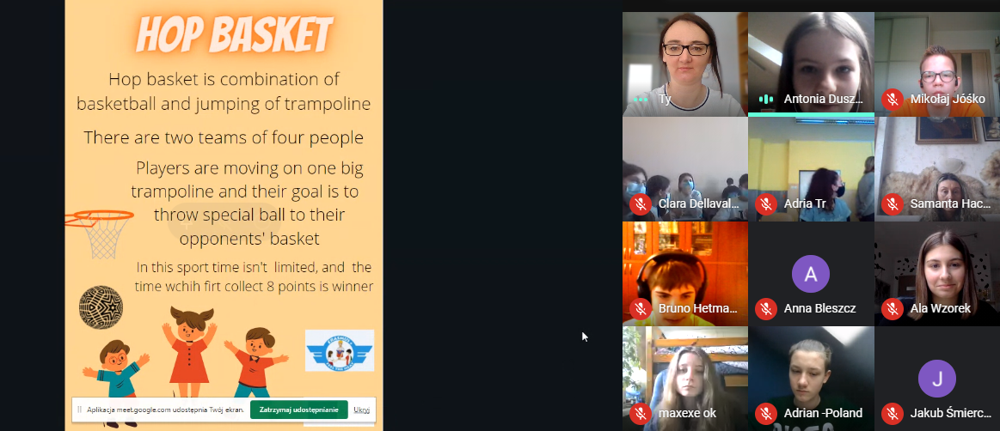 HOP BASKET
Hop basket is combination of
basketball and jumping of trampoline
There are two teams of four people
Players are moving on one big
trampoline and their goal is to
throw special ball to their
opponents' basket
In this sport time isn't limited, and the
time wchih firt collect 8 points is winner
Aplikacja meet.google.com udostępnia Twój ekran.
Zatrzymaj udostępnianie
Ukryj
Ty
Antonia Dusz...
Mikołaj Jóśko
Clara Dellaval...
Adria Tr
Samanta Hac...
Bruno Hetma...
A
Anna Bleszcz
Ala Wzorek
maxexe ok
Adrian -Poland
J
Jakub Śmierc...